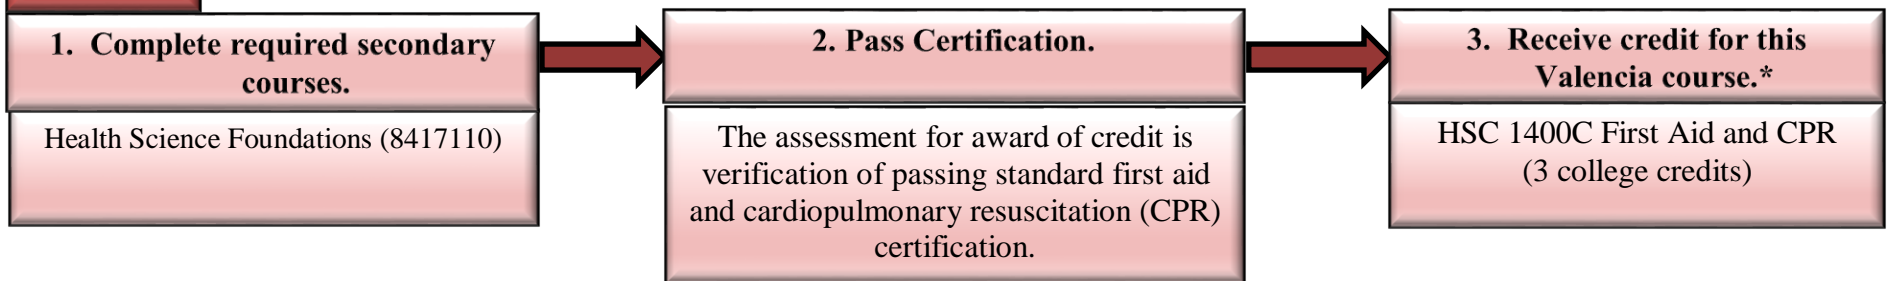 1. Complete required secondary
courses.
Health Science Foundations (8417110)
2. Pass Certification.
The assessment for award of credit is
verification of passing standard first aid
and cardiopulmonary resuscitation (CPR)
certification.
3. Receive credit for this
Valencia course.*
HSC 1400C First Aid and CPR
(3 college credits)